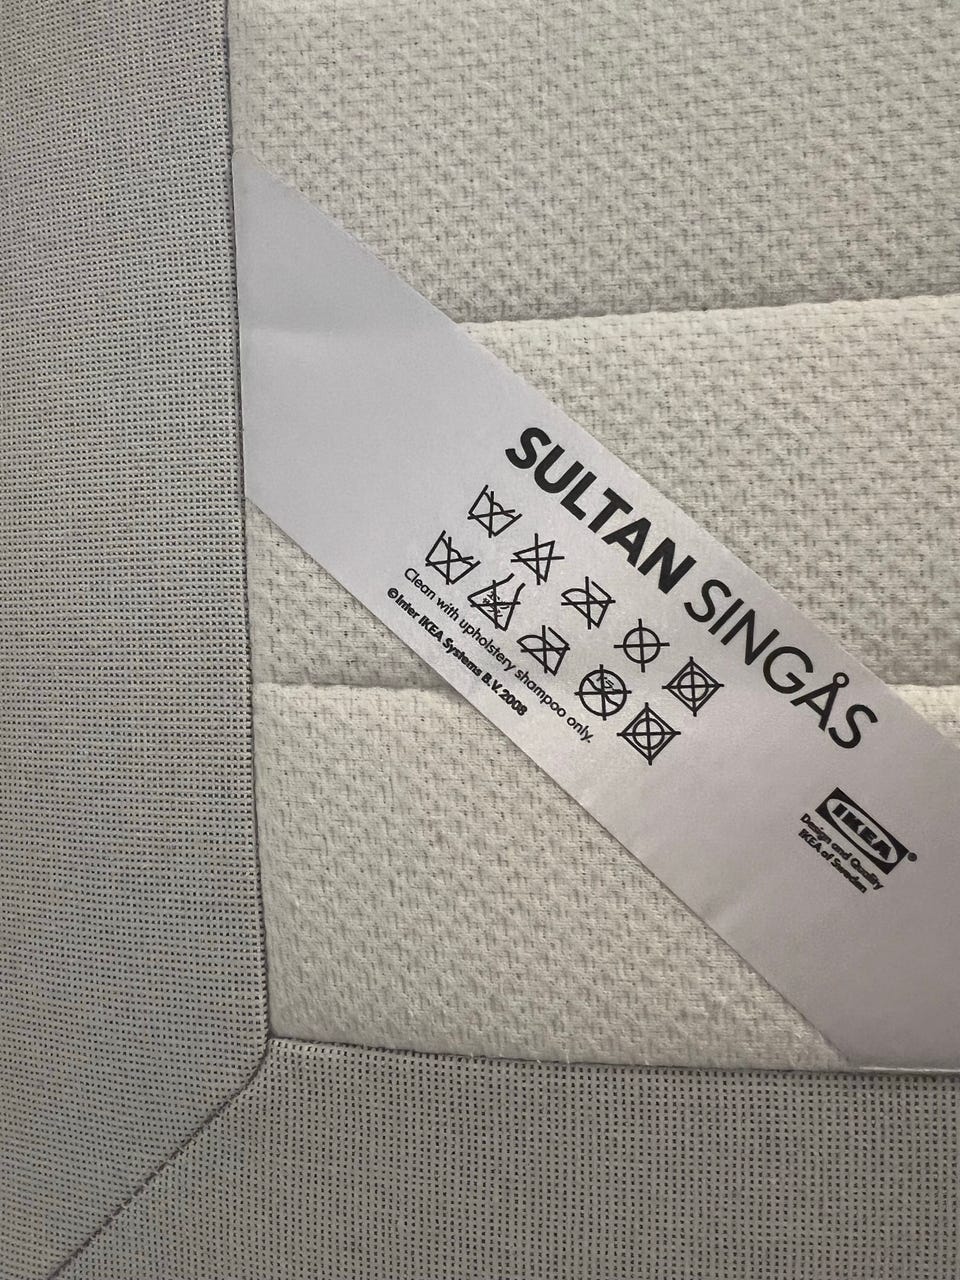 SULTAN SINGÅS
Clean with upholstery shampoo only.
©Inter IKEA Systems B.V. 2008
IKEA®
Design and Quality
IKEA of Sweden